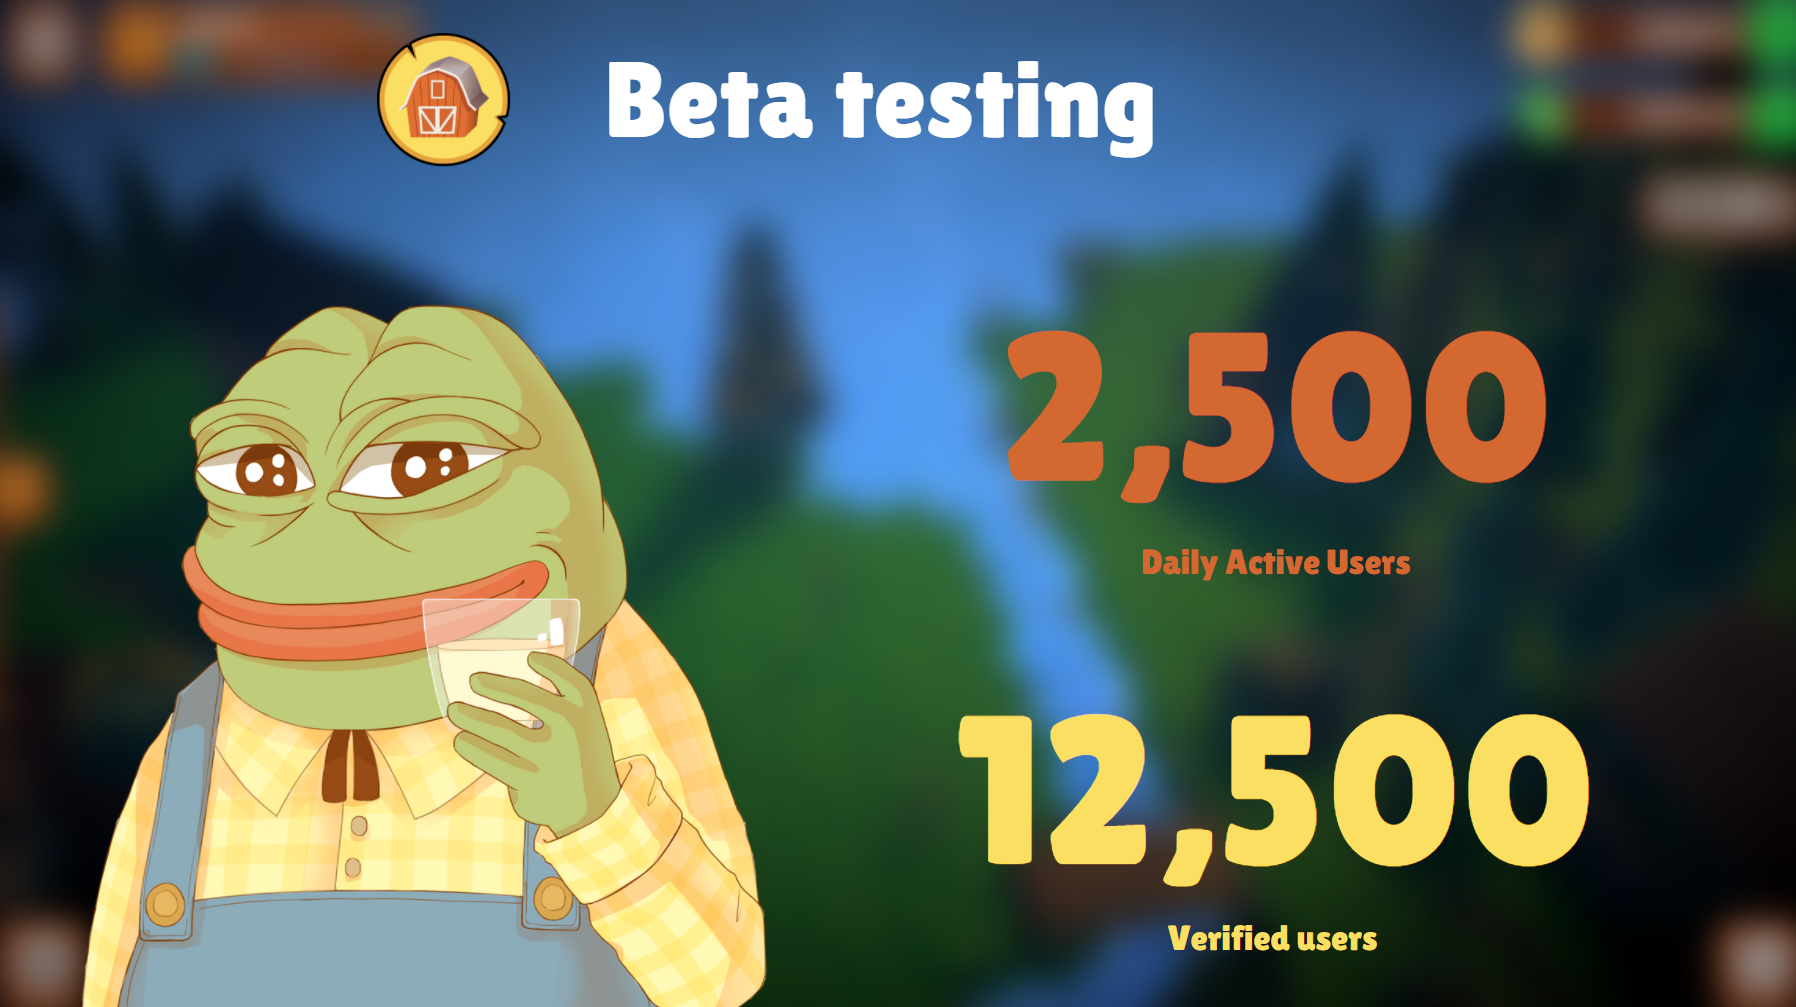 Beta testing
2,500
Daily Active Users
12,500
Verified users